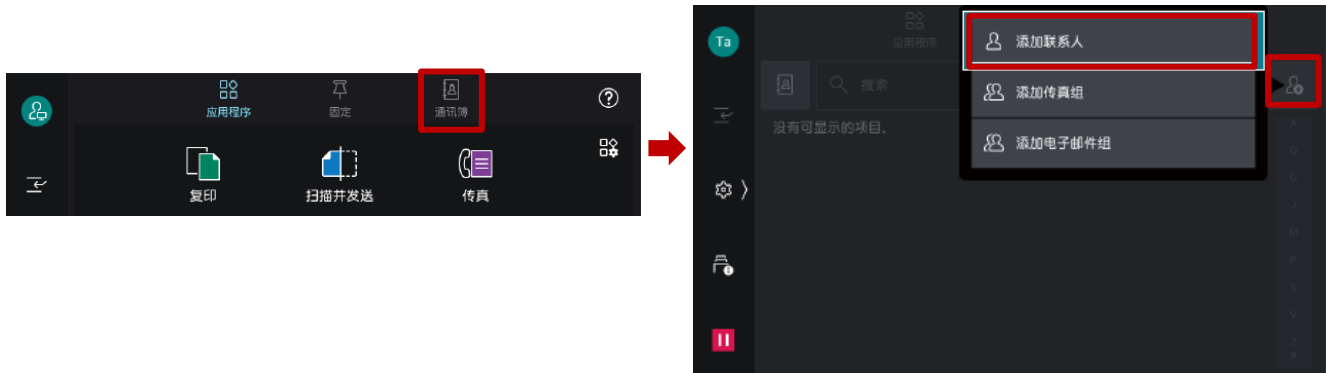 应用程序
固定
通讯簿
复印
扫描并发送
传真
Ta
应用程序
搜索
没有可显示的项目.
添加联系人
添加传真组
添加电子邮件组
A
D
G
J
M
P
S
V
Z
#